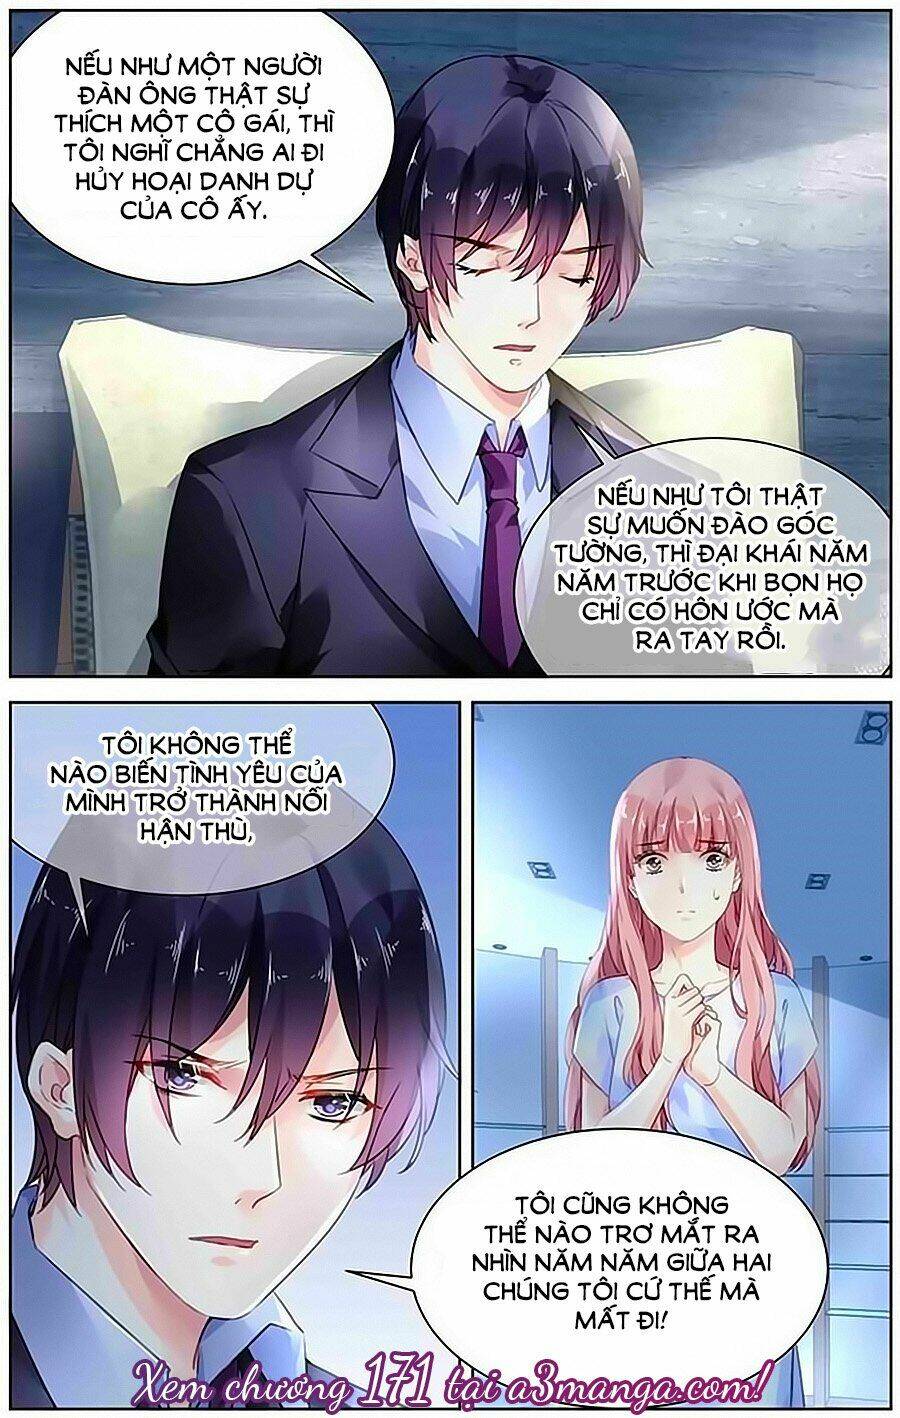 NẾU NHƯ MỘT NGƯỜI
ĐÀN ÔNG THẬT SỰ
THÍCH MỘT CÔ GÁI, THÌ
TÔI NGHĨ CHẲNG AI ĐI
HỦY HOẠI DANH DỰ
CỦA CÔ ẤY.
NẾU NHƯ TÔI THẬT
SỰ MUỐN ĐÀO GÓC
TƯỜNG, THÌ ĐẠI KHÁI NĂM
NĂM TRƯỚC KHI BỌN HỌ
CHỈ CÓ HÔN ƯỚC MÀ
RA TAY RỒI.
TÔI KHÔNG THỂ
NÀO BIẾN TÌNH YÊU CỦA
MÌNH TRỞ THÀNH NỖI
HẬN THÙ,
TÔI CŨNG KHÔNG
THỂ NÀO TRƠ MẮT RA
NHÌN NĂM NĂM GIỮA HAI
CHÚNG TÔI CỨ THẾ MÀ
MẤT ĐI!
Xem chương 171 tại a3manga.com!